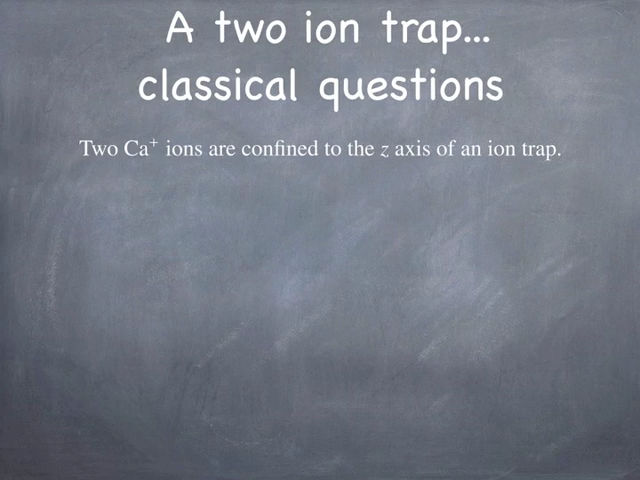 A two ion trap...
classical questions
Two Ca⁺ ions are confined to the z axis of an ion trap.